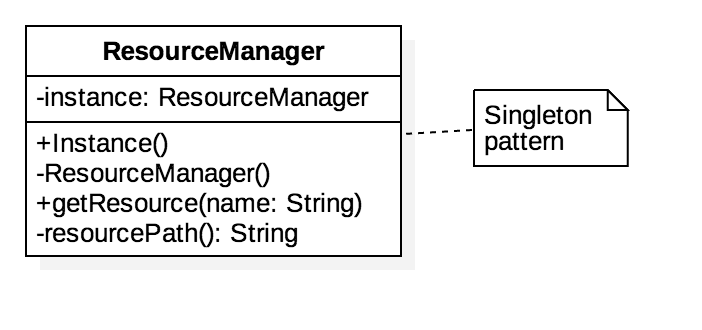 ResourceManager
-instance: ResourceManager
+Instance()
-ResourceManager()
+getResource(name: String)
-resourcePath(): String
Singleton
pattern